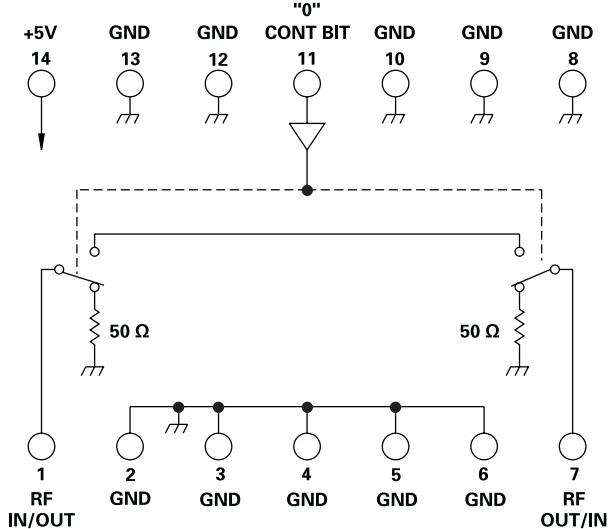 "0"
+5V GND GND CONT BIT GND GND GND
14 13 12 11 10 9 8
50 Ω 50 Ω
1 2 3 4 5 6 7
RF GND GND GND GND GND RF
IN/OUT OUT/IN